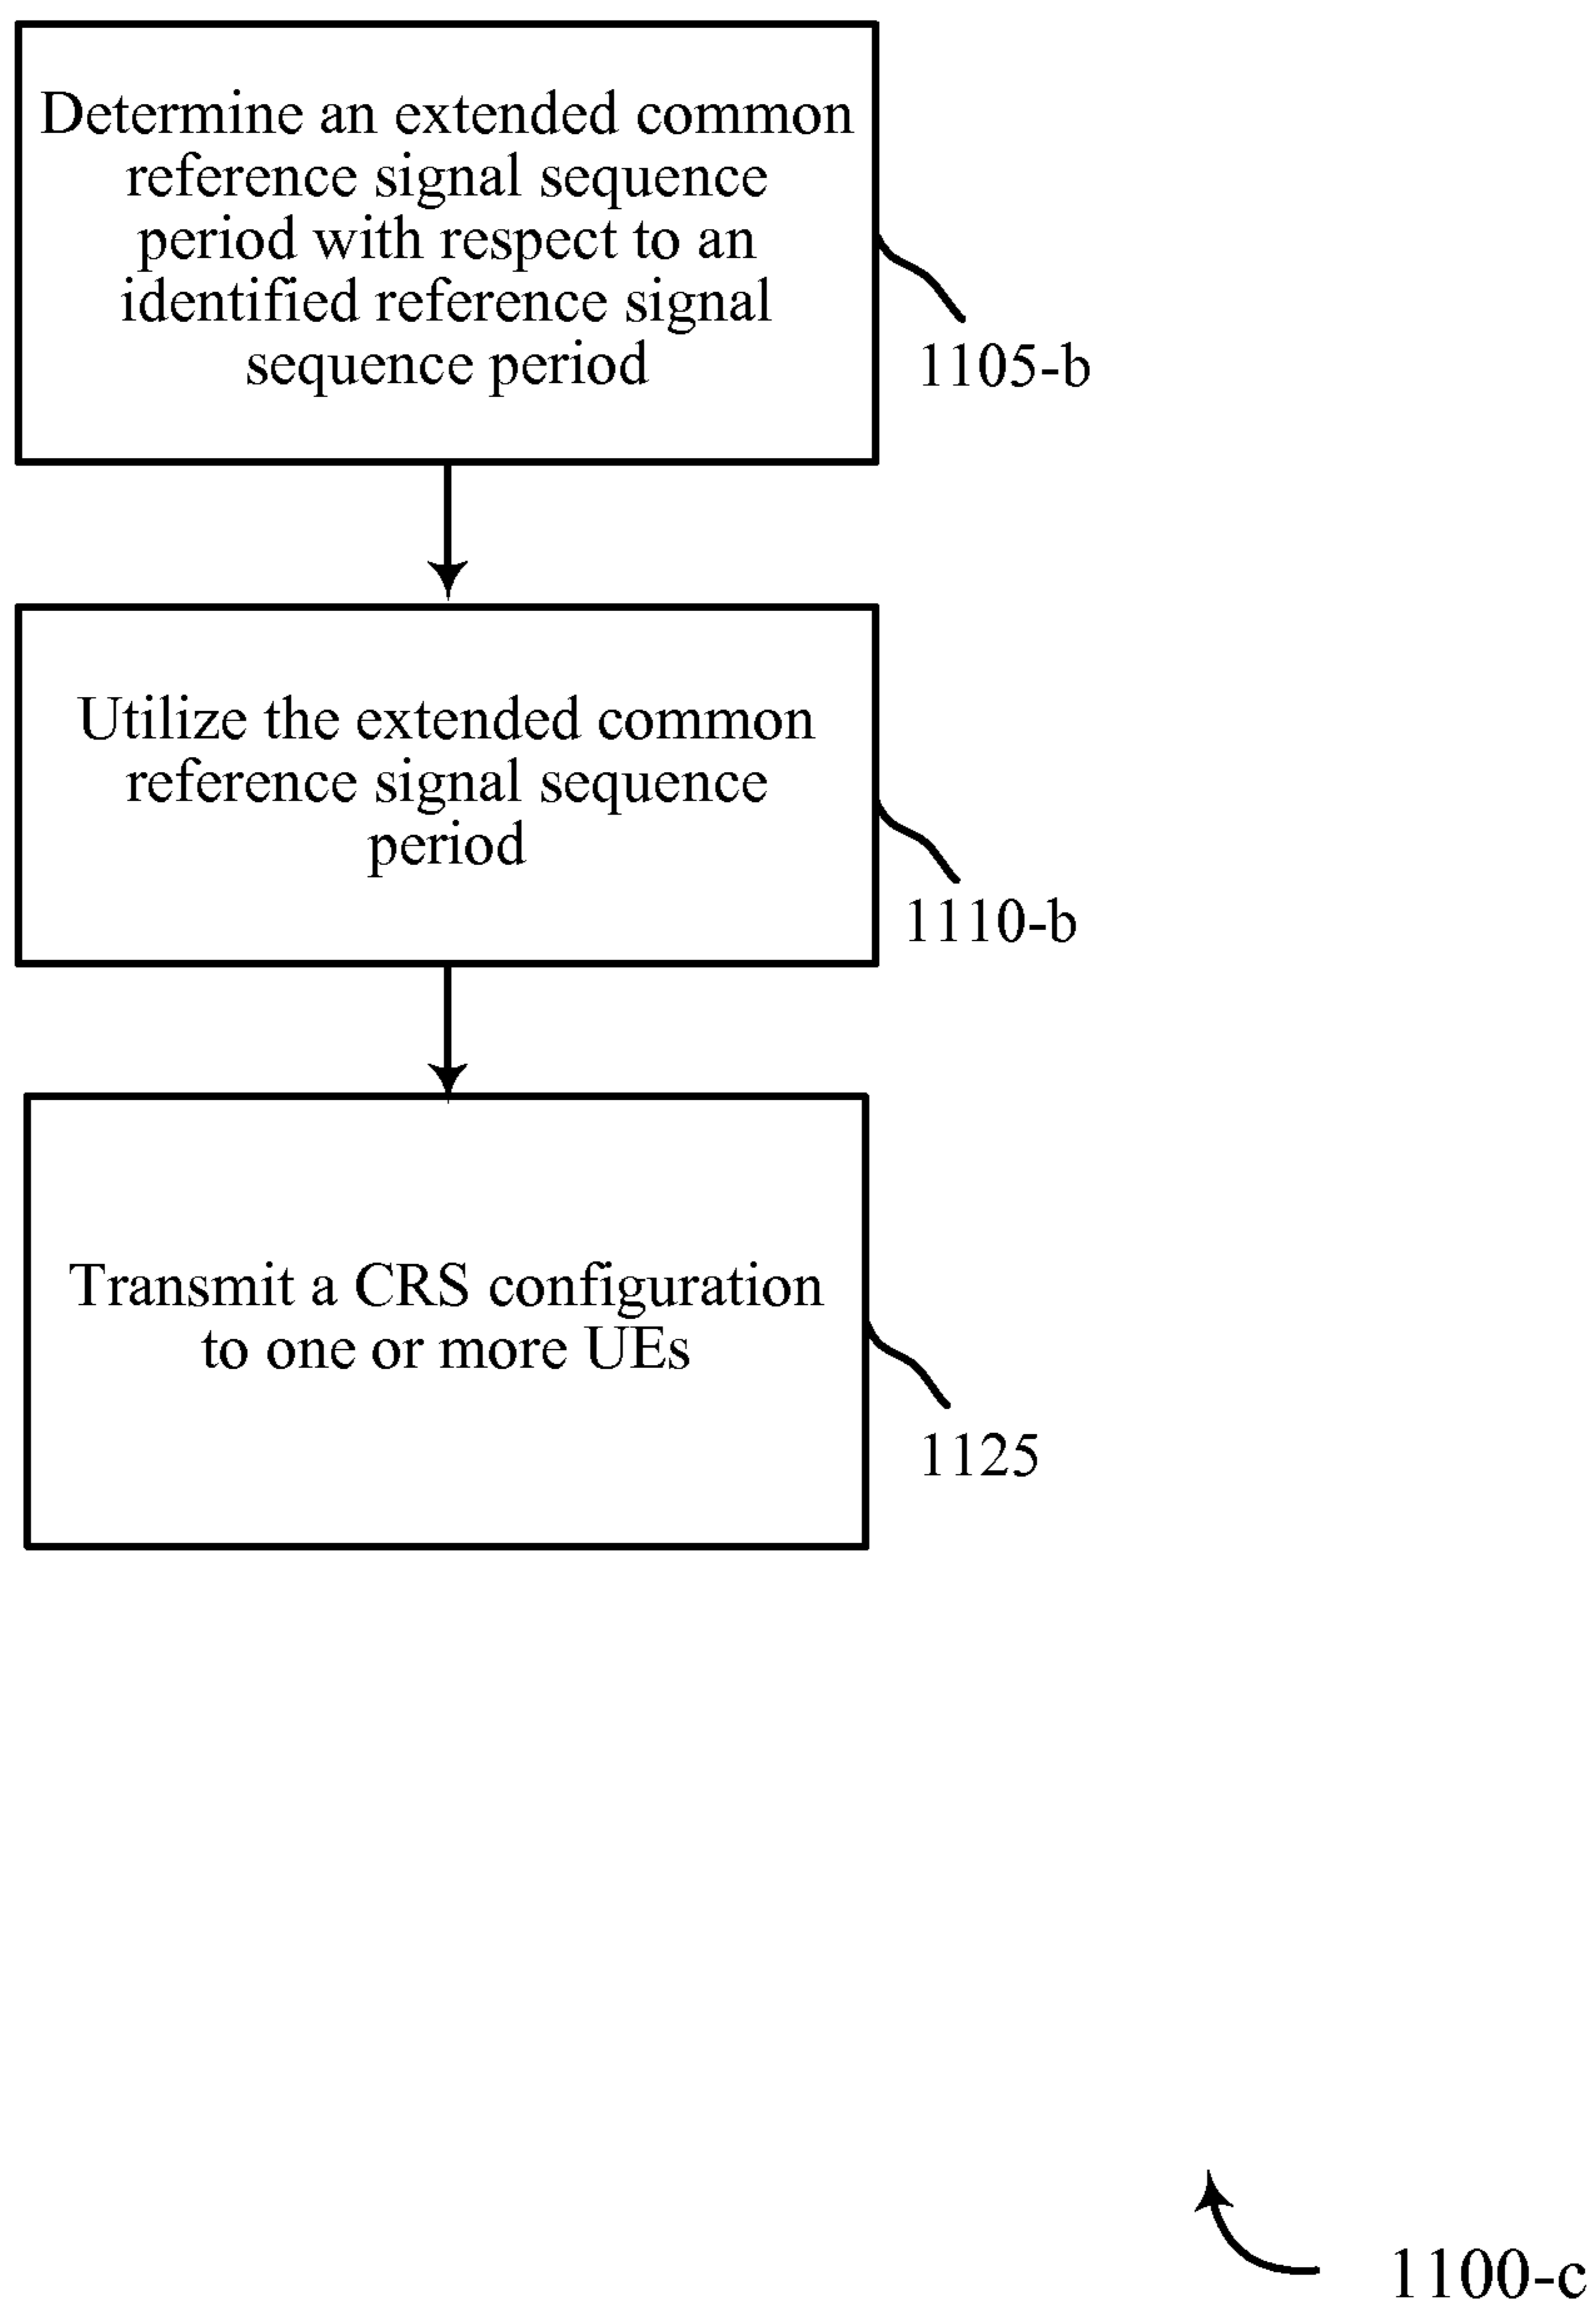 Determine an extended common
reference signal sequence
period with respect to an
identified reference signal
sequence period
1105-b
Utilize the extended common
reference signal sequence
period
1110-b
Transmit a CRS configuration
to one or more UEs
1125
1100-c